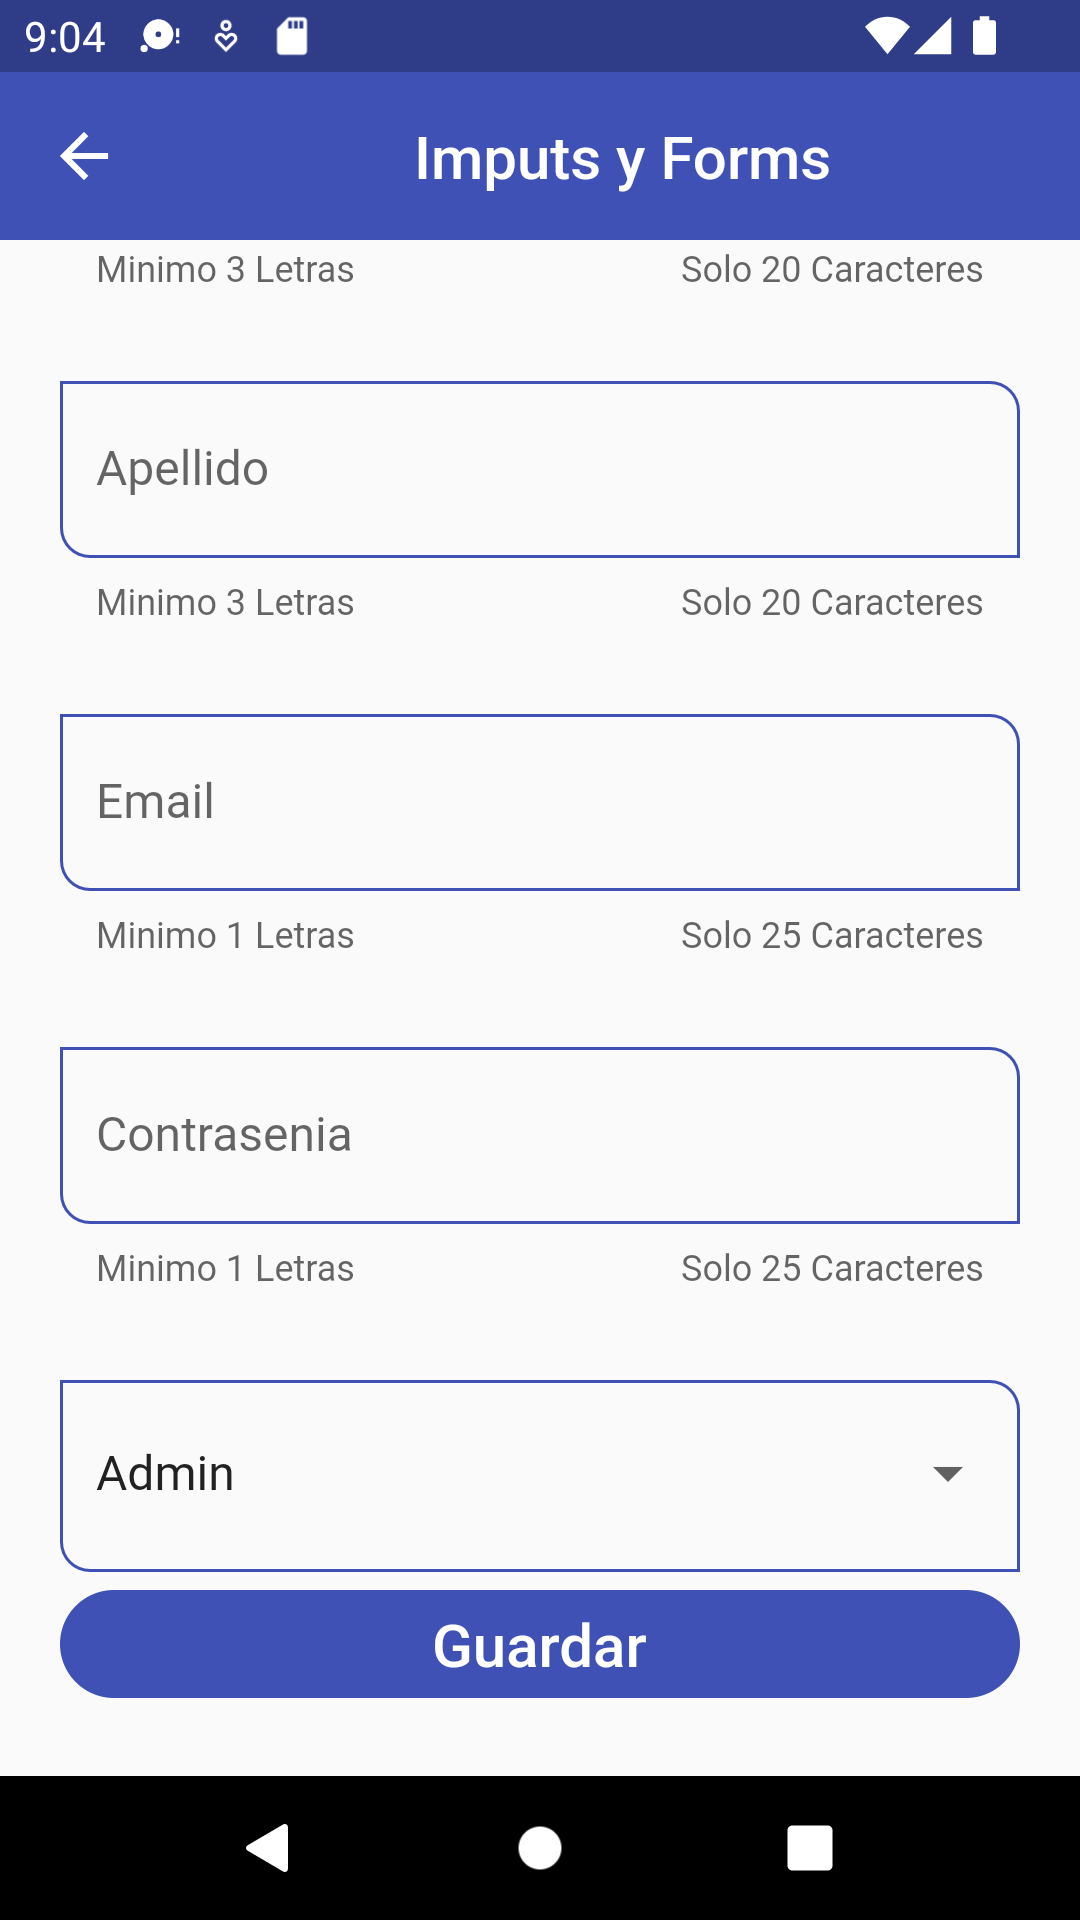 9:04
Imputs y Forms
Minimo 3 Letras Solo 20 Caracteres
Apellido
Minimo 3 Letras Solo 20 Caracteres
Email
Minimo 1 Letras Solo 25 Caracteres
Contrasenia
Minimo 1 Letras Solo 25 Caracteres
Admin
Guardar